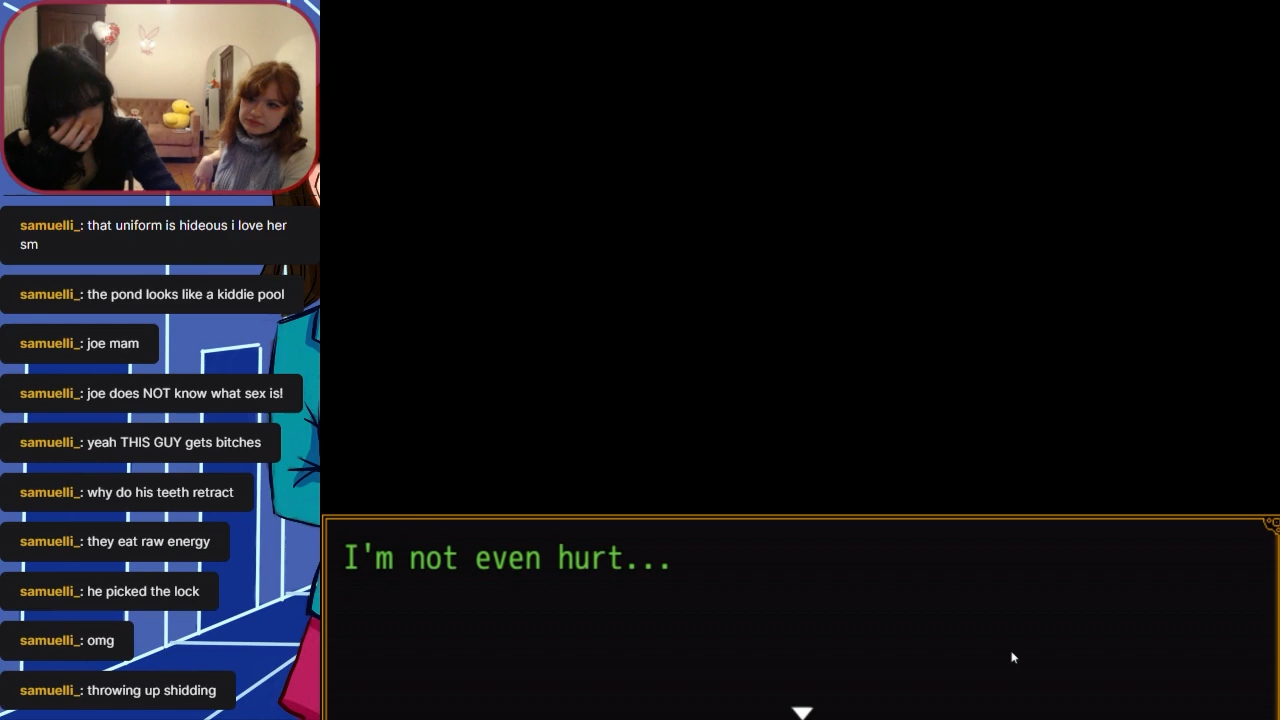 samuelli_: that uniform is hideous i love her
sm
samuelli_: the pond looks like a kiddie pool
samuelli_: joe mam
samuelli_: joe does NOT know what sex is!
samuelli_: yeah THIS GUY gets bitches
samuelli_: why do his teeth retract
samuelli_: they eat raw energy
samuelli_: he picked the lock
samuelli_: omg
samuelli_: throwing up shidding
I'm not even hurt...